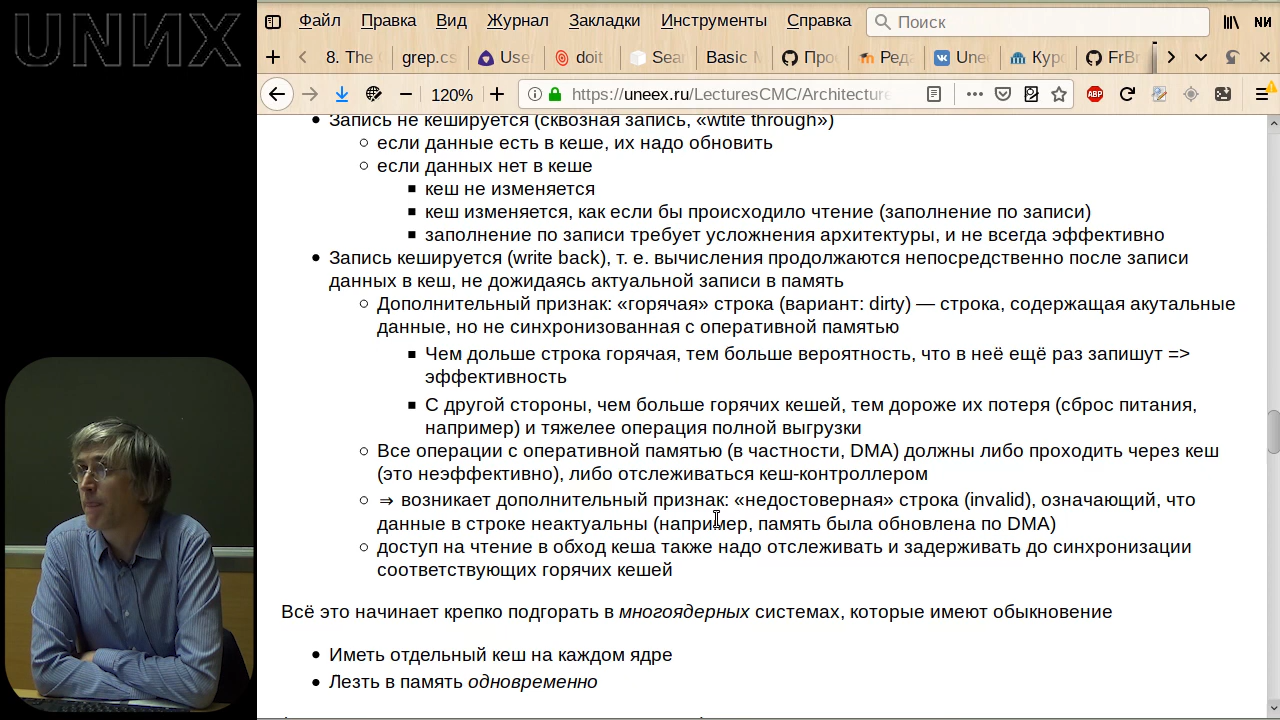 UNИX
Файл Правка Вид Журнал Закладки Инструменты Справка Поиск
8. The grep.cs User doit Sear Basic М Про Реда Unee Курс FrBr
120% https://uneex.ru/LecturesCMC/Architecture ABP
Запись не кешируется (сквозная запись, «wtite through»)
если данные есть в кеше, их надо обновить
если данных нет в кеше
кеш не изменяется
кеш изменяется, как если бы происходило чтение (заполнение по записи)
заполнение по записи требует усложнения архитектуры, и не всегда эффективно
Запись кешируется (write back), т. е. вычисления продолжаются непосредственно после записи
данных в кеш, не дожидаясь актуальной записи в память
Дополнительный признак: «горячая» строка (вариант: dirty) — строка, содержащая акутальные
данные, но не синхронизованная с оперативной памятью
Чем дольше строка горячая, тем больше вероятность, что в неё ещё раз запишут =>
эффективность
С другой стороны, чем больше горячих кешей, тем дороже их потеря (сброс питания,
например) и тяжелее операция полной выгрузки
Все операции с оперативной памятью (в частности, DMA) должны либо проходить через кеш
(это неэффективно), либо отслеживаться кеш-контроллером
⇒ возникает дополнительный признак: «недостоверная» строка (invalid), означающий, что
данные в строке неактуальны (например, память была обновлена по DMA)
доступ на чтение в обход кеша также надо отслеживать и задерживать до синхронизации
соответствующих горячих кешей
Всё это начинает крепко подгорать в многоядерных системах, которые имеют обыкновение
Иметь отдельный кеш на каждом ядре
Лезть в память одновременно